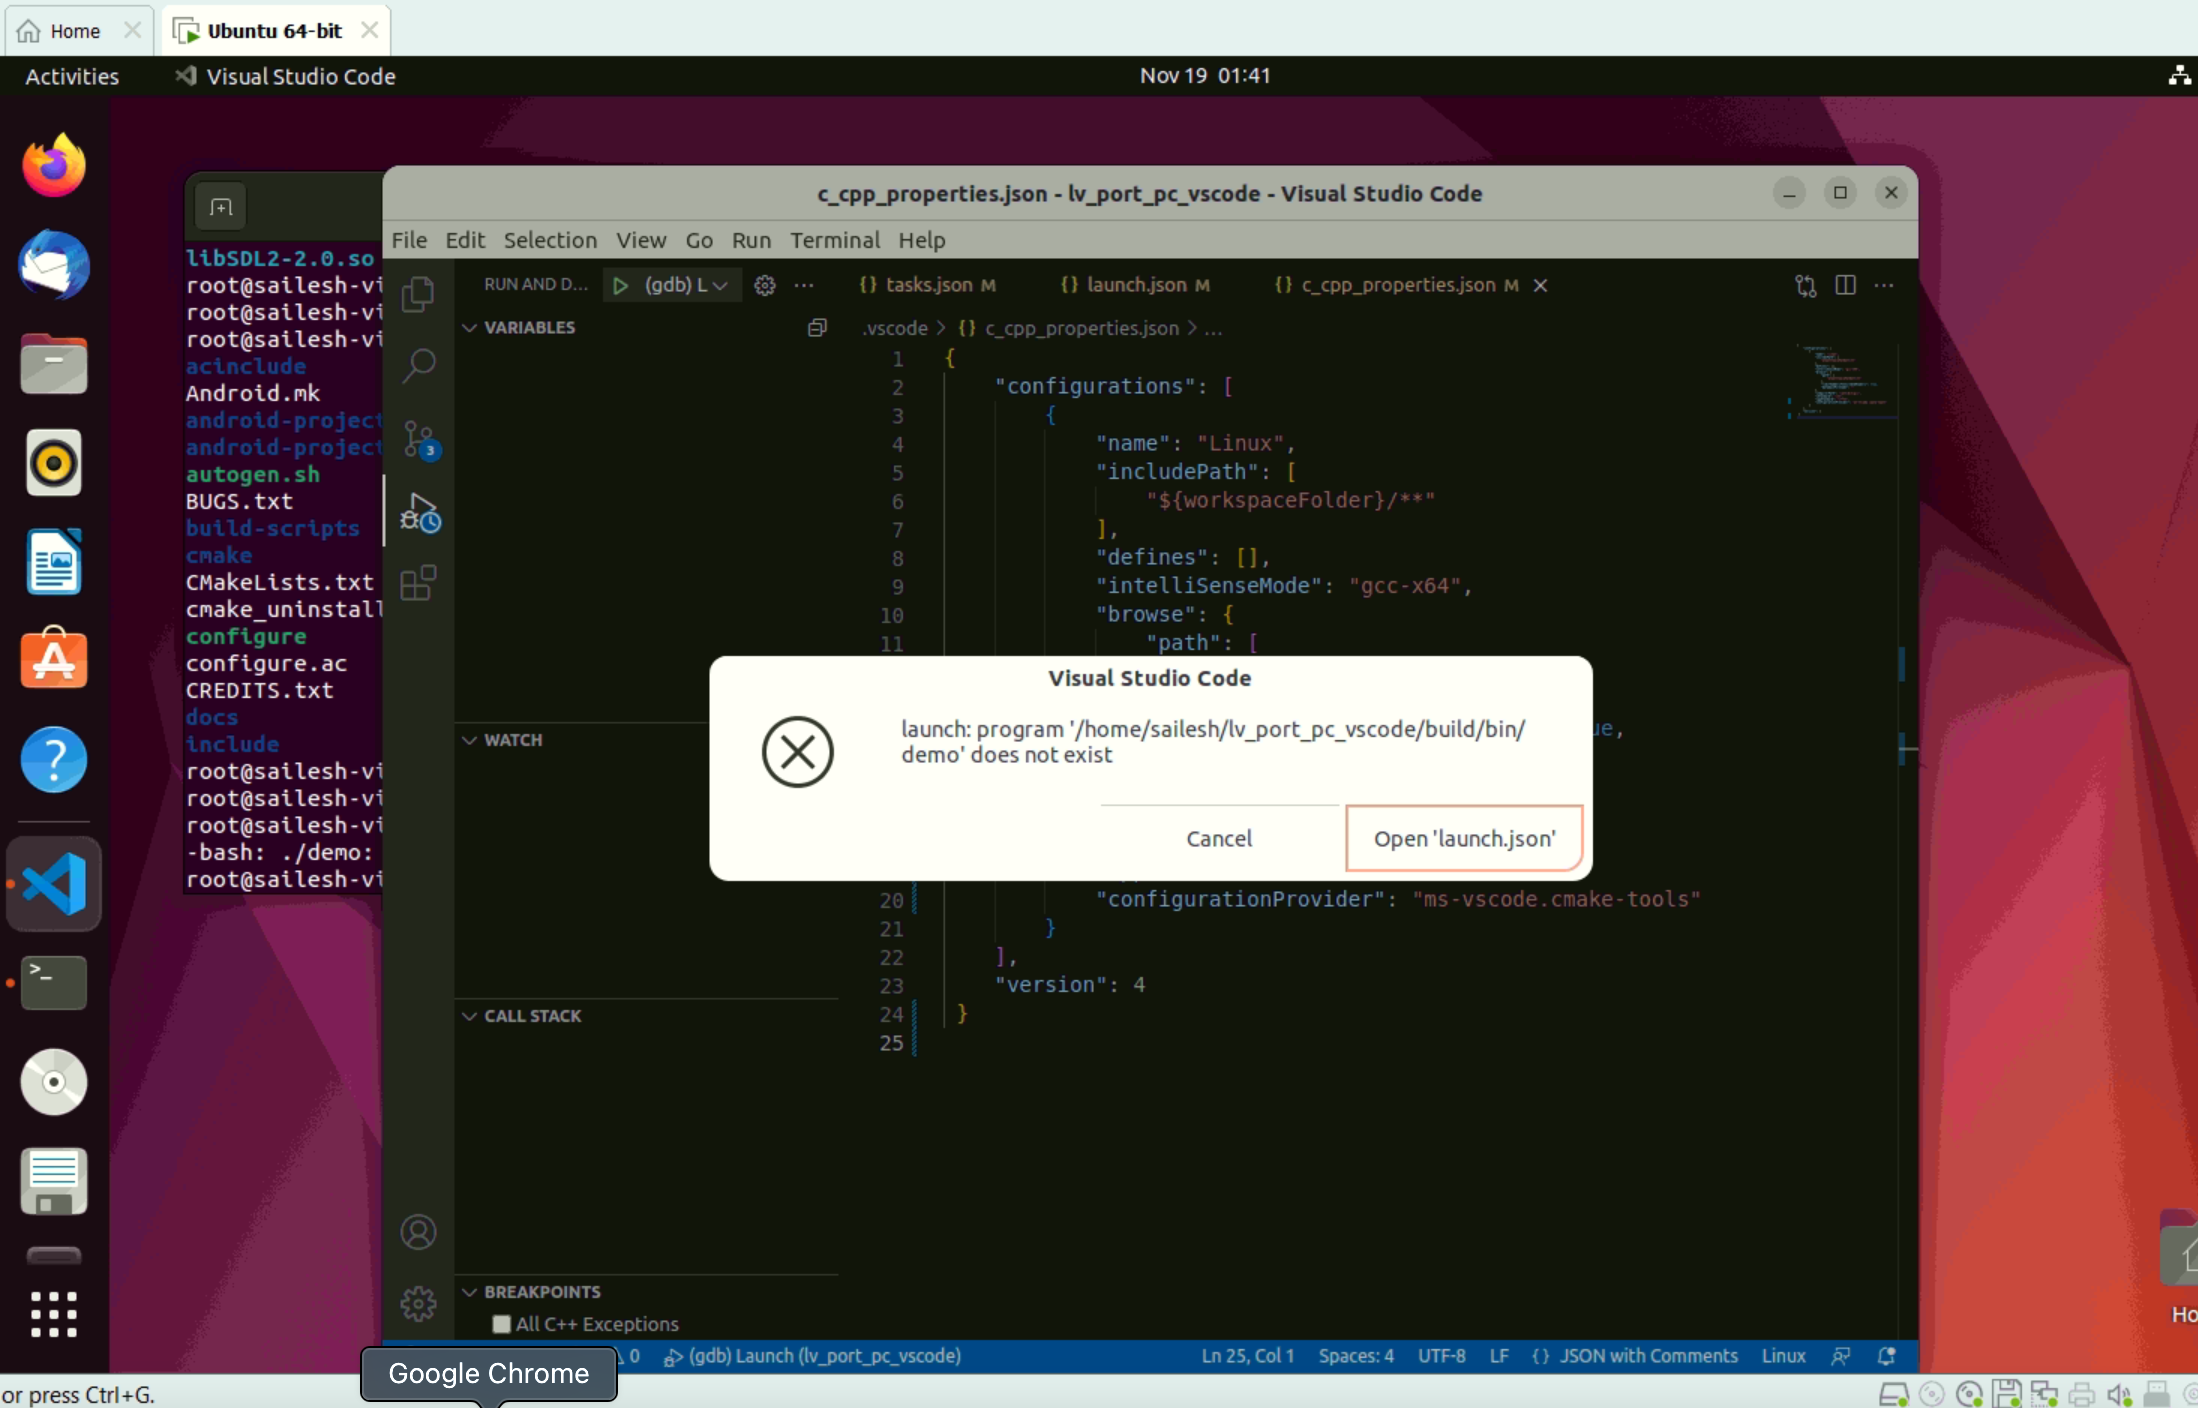 Home
Ubuntu 64-bit
Activities
Visual Studio Code
Nov 19 01:41
libSDL2-2.0.so
root@sailesh-vi
root@sailesh-vi
root@sailesh-vi
acinclude
Android.mk
android-project
android-project
autogen.sh
BUGS.txt
build-scripts
cmake
CMakeLists.txt
cmake_uninstall
configure
configure.ac
CREDITS.txt
docs
include
root@sailesh-vi
root@sailesh-vi
root@sailesh-vi
-bash: ./demo:
root@sailesh-vi
c_cpp_properties.json - lv_port_pc_vscode - Visual Studio Code
File Edit Selection View Go Run Terminal Help
RUN AND D... (gdb) L ...
{} tasks.json M {} launch.json M {} c_cpp_properties.json M
3
VARIABLES
WATCH
CALL STACK
BREAKPOINTS
All C++ Exceptions
.vscode > {} c_cpp_properties.json > ...
1 {
2 "configurations": [
3 {
4 "name": "Linux",
5 "includePath": [
6 "${workspaceFolder}/**"
7 ],
8 "defines": [],
9 "intelliSenseMode": "gcc-x64",
10 "browse": {
11 "path": [
ue,
20 "configurationProvider": "ms-vscode.cmake-tools"
21 }
22 ],
23 "version": 4
24 }
25
Visual Studio Code
launch: program '/home/sailesh/lv_port_pc_vscode/build/bin/
demo' does not exist
Cancel
Open 'launch.json'
0 (gdb) Launch (lv_port_pc_vscode) Ln 25, Col 1 Spaces: 4 UTF-8 LF {} JSON with Comments Linux
Google Chrome
Ho
or press Ctrl+G.